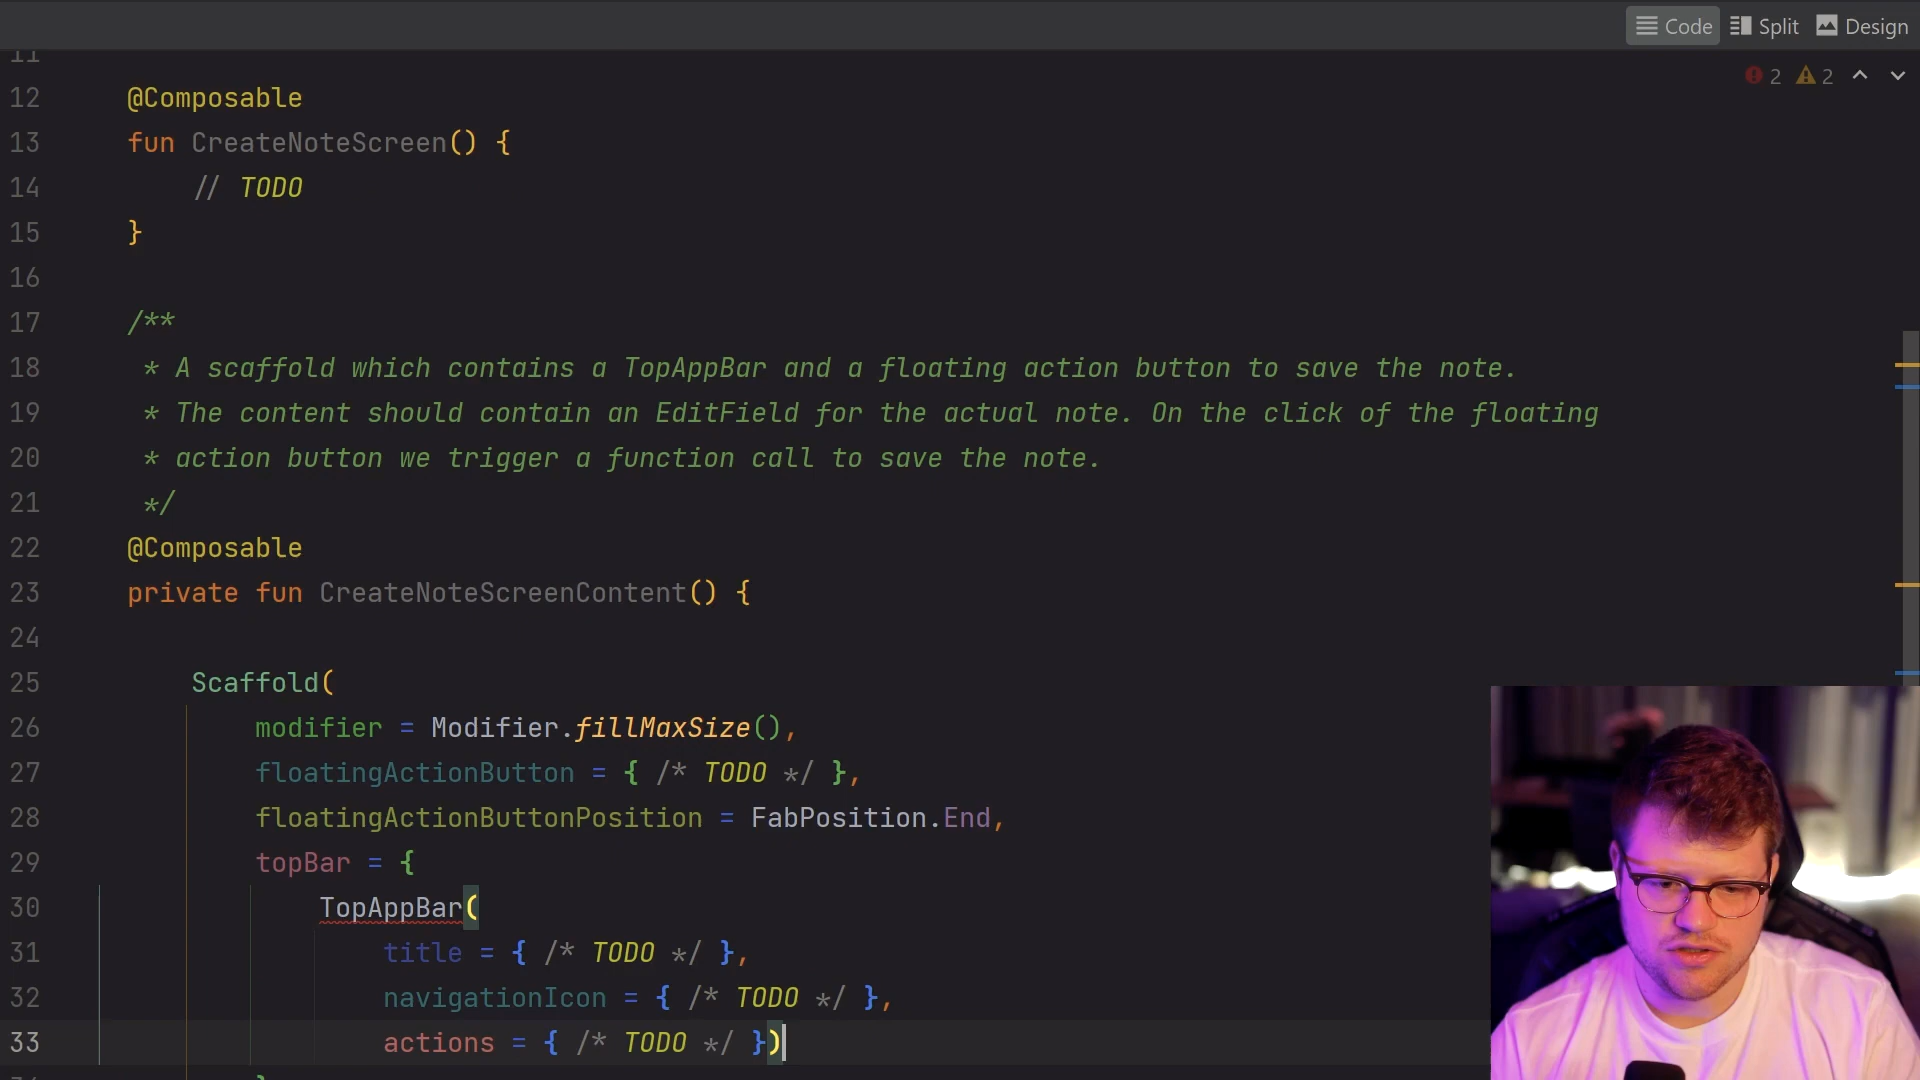 Code Split Design
11
2 2
12 @Composable
13 fun CreateNoteScreen() {
14 // TODO
15 }
16
17 /**
18 * A scaffold which contains a TopAppBar and a floating action button to save the note.
19 * The content should contain an EditField for the actual note. On the click of the floating
20 * action button we trigger a function call to save the note.
21 */
22 @Composable
23 private fun CreateNoteScreenContent() {
24
25 Scaffold(
26 modifier = Modifier.fillMaxSize(),
27 floatingActionButton = { /* TODO */ },
28 floatingActionButtonPosition = FabPosition.End,
29 topBar = {
30 TopAppBar(
31 title = { /* TODO */ },
32 navigationIcon = { /* TODO */ },
33 actions = { /* TODO */ })